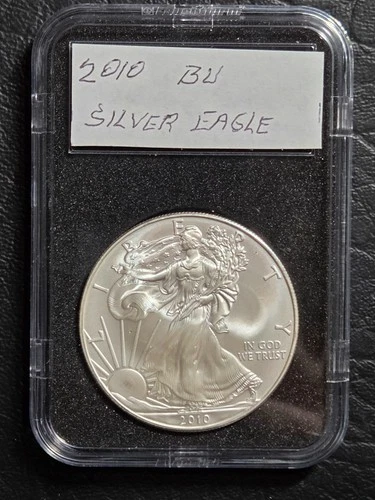 2010 BU
SILVER EAGLE
LIBERTY
IN GOD
WE TRUST
2010